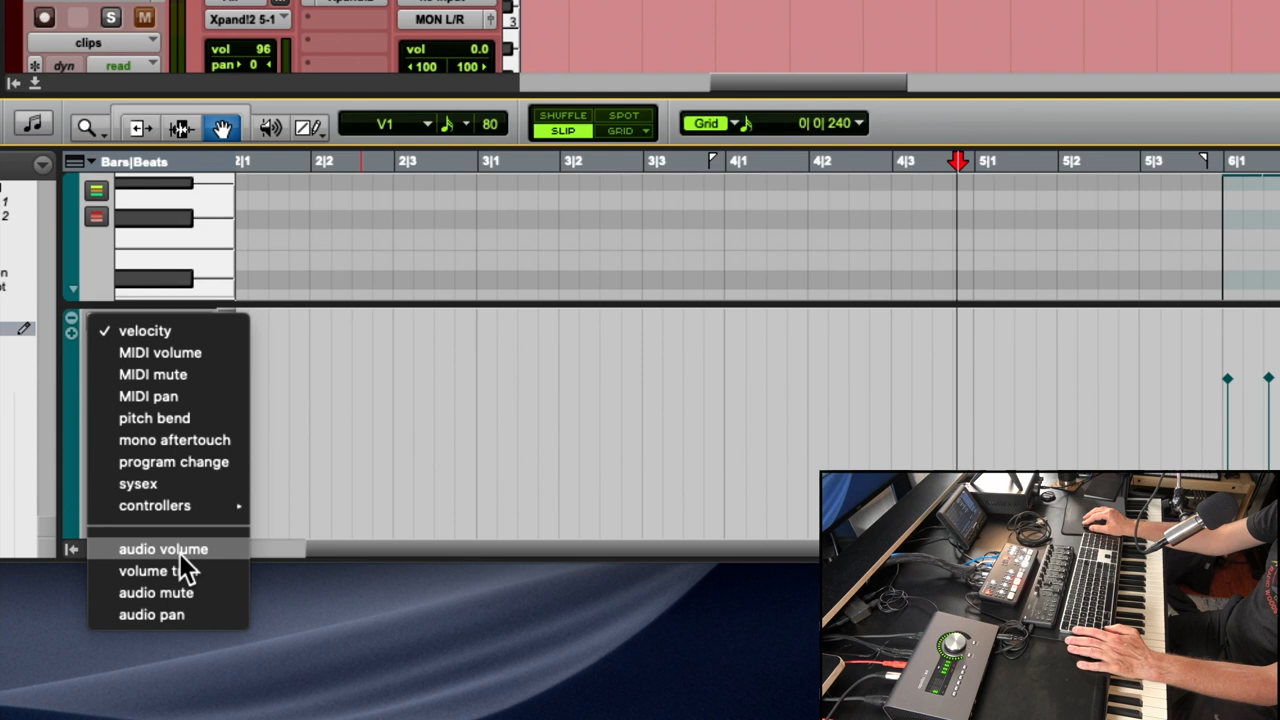 S M
clips
dyn read
Xpand!2 5-1
vol 96
pan 0
MON L/R
vol 0.0
100 100
3
V1
80
SHUFFLE SPOT
SLIP GRID
Grid
0| 0| 240
Bars|Beats
2|1 2|2 2|3 3|1 3|2 3|3 4|1 4|2 4|3 5|1 5|2 5|3 6|1
1
2
velocity
MIDI volume
MIDI mute
MIDI pan
pitch bend
mono aftertouch
program change
sysex
controllers
audio volume
volume
audio mute
audio pan